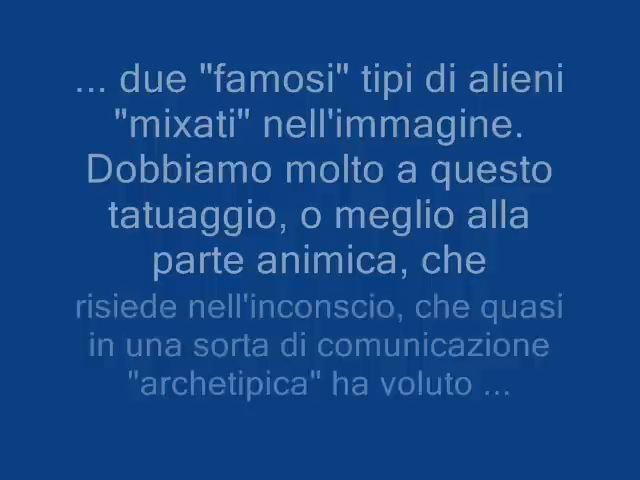 ... due "famosi" tipi di alieni
"mixati" nell'immagine.
Dobbiamo molto a questo
tatuaggio, o meglio alla
parte animica, che
risiede nell'inconscio, che quasi
in una sorta di comunicazione
"archetipica" ha voluto ...